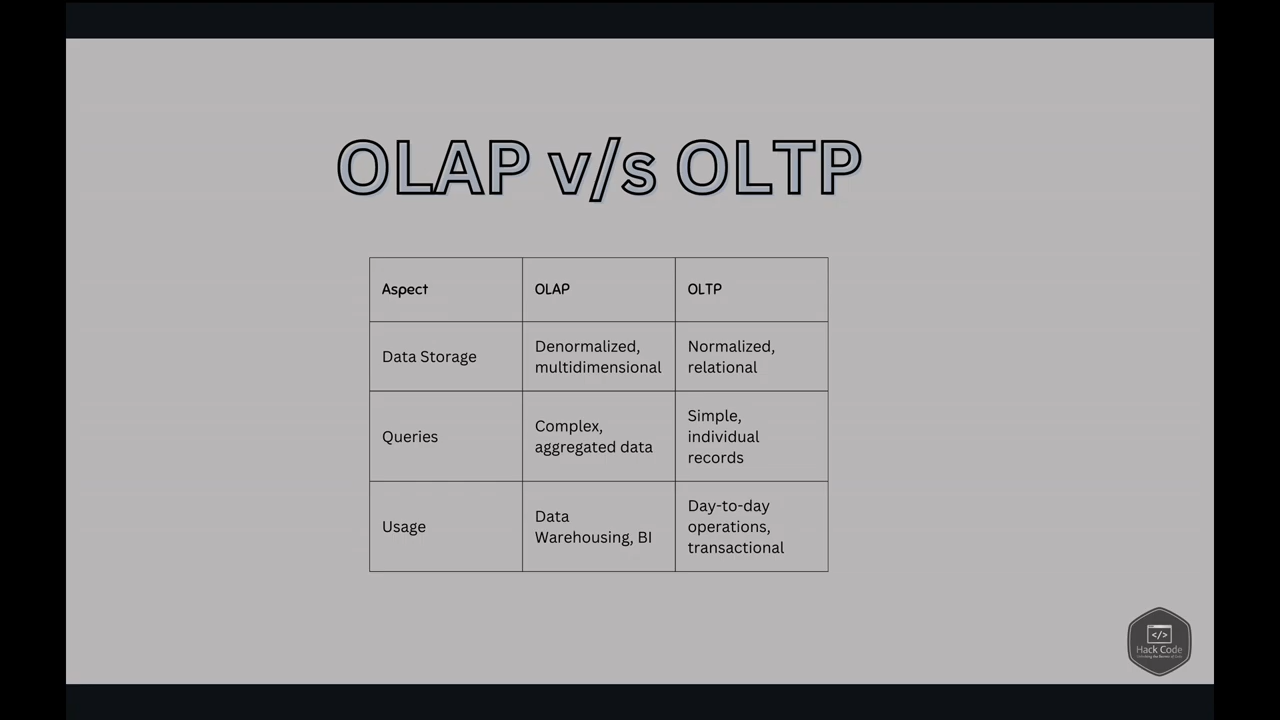 OLAP v/s OLTP
Aspect
OLAP
OLTP
Data Storage
Denormalized,
multidimensional
Normalized,
relational
Queries
Complex,
aggregated data
Simple,
individual
records
Usage
Data
Warehousing, BI
Day-to-day
operations,
transactional
</>
Hack Code